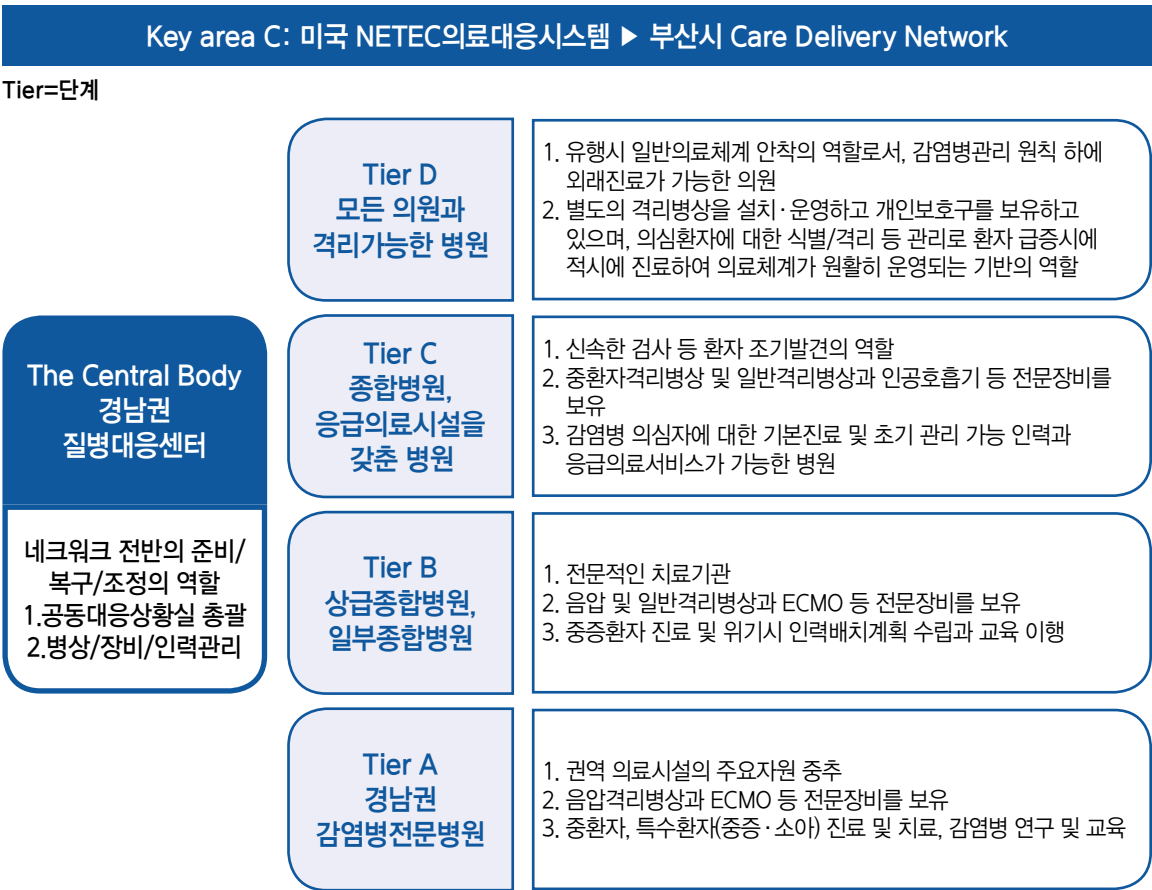 Key area C: 미국 NETEC의료대응시스템 ▶ 부산시 Care Delivery Network
Tier=단계
The Central Body
경남권
질병대응센터
네크워크 전반의 준비/
복구/조정의 역할
1.공동대응상황실 총괄
2.병상/장비/인력관리
Tier D
모든 의원과
격리가능한 병원
1. 유행시 일반의료체계 안착의 역할로서, 감염병관리 원칙 하에
외래진료가 가능한 의원
2. 별도의 격리병상을 설치·운영하고 개인보호구를 보유하고
있으며, 의심환자에 대한 식별/격리 등 관리로 환자 급증시에
적시에 진료하여 의료체계가 원활히 운영되는 기반의 역할
Tier C
종합병원,
응급의료시설을
갖춘 병원
1. 신속한 검사 등 환자 조기발견의 역할
2. 중환자격리병상 및 일반격리병상과 인공호흡기 등 전문장비를
보유
3. 감염병 의심자에 대한 기본진료 및 초기 관리 가능 인력과
응급의료서비스가 가능한 병원
Tier B
상급종합병원,
일부종합병원
1. 전문적인 치료기관
2. 음압 및 일반격리병상과 ECMO 등 전문장비를 보유
3. 중증환자 진료 및 위기시 인력배치계획 수립과 교육 이행
Tier A
경남권
감염병전문병원
1. 권역 의료시설의 주요자원 중추
2. 음압격리병상과 ECMO 등 전문장비를 보유
3. 중환자, 특수환자(중증·소아) 진료 및 치료, 감염병 연구 및 교육